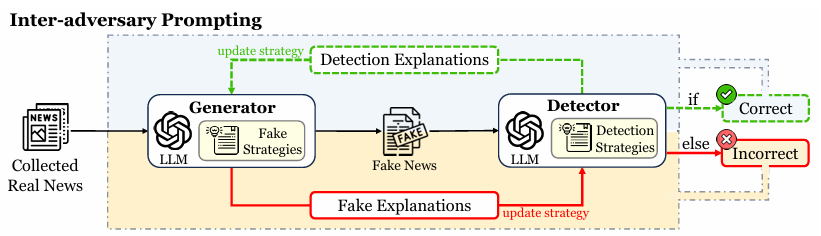 Inter-adversary Prompting
update strategy
Detection Explanations
Generator
Detector
NEWS
LLM
Fake
Strategies
FAKE
LLM
Detection
Strategies
if
Correct
else
Incorrect
Collected
Real News
Fake News
Fake Explanations
update strategy